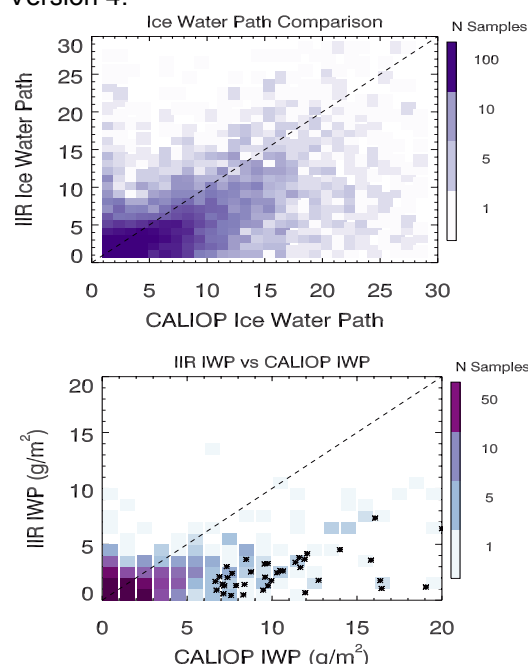 Version 4.
Ice Water Path Comparison
N Samples
30
25
20
15
10
5
0
IIR Ice Water Path
100
10
5
1
0 5 10 15 20 25 30
CALIOP Ice Water Path
IIR IWP vs CALIOP IWP
N Samples
20
15
10
5
0
IIR IWP (g/m²)
50
10
5
1
0 5 10 15 20
CALIOP IWP (g/m²)